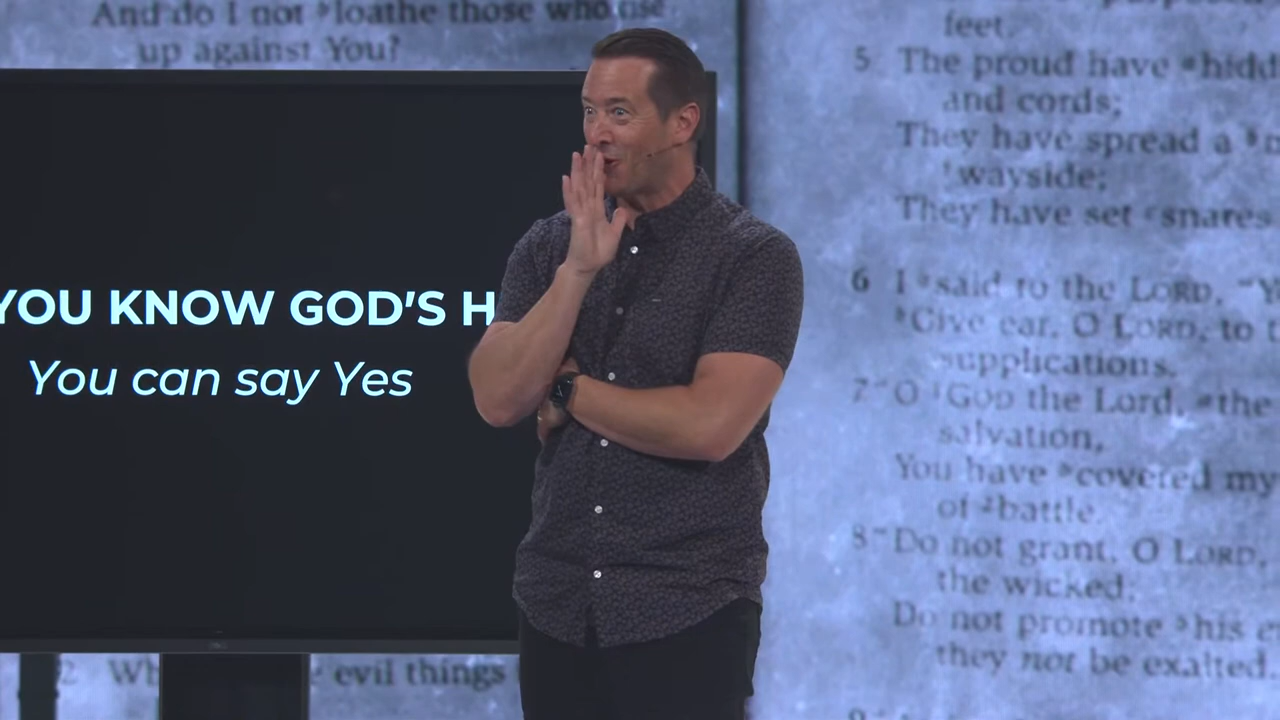 And do I not loathe those who rise
up against You?
YOU KNOW GOD'S H
You can say Yes
evil things
feet.
5 The proud have hidd
and cords;
They have spread a
wayside;
They have set snares
6 I said to the LORD, "Y
Give ear, O LORD, to t
supplications.
7 O GOD the Lord, the
salvation,
You have covered my
of battle.
8 Do not grant, O LORD,
the wicked;
Do not promote his
they not be exalted.